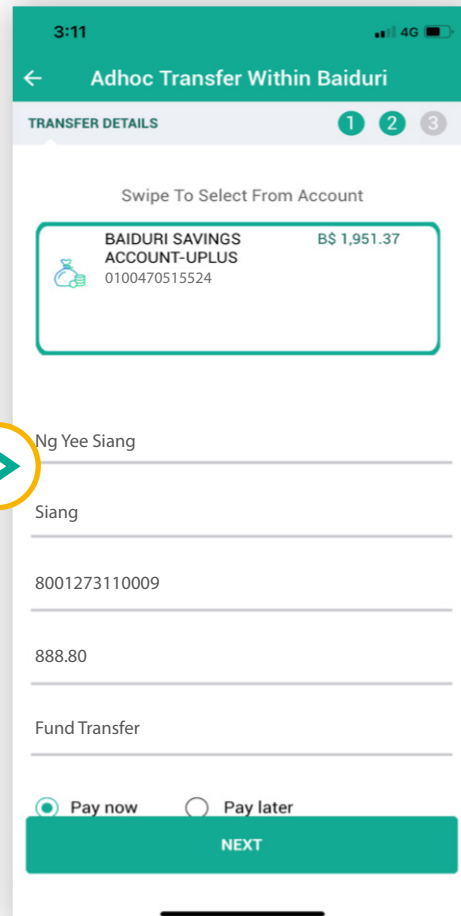 3:11 4G
Adhoc Transfer Within Baiduri
TRANSFER DETAILS 1 2 3
Swipe To Select From Account
BAIDURI SAVINGS B$ 1,951.37
ACCOUNT-UPLUS
0100470515524
Ng Yee Siang
Siang
8001273110009
888.80
Fund Transfer
Pay now Pay later
NEXT